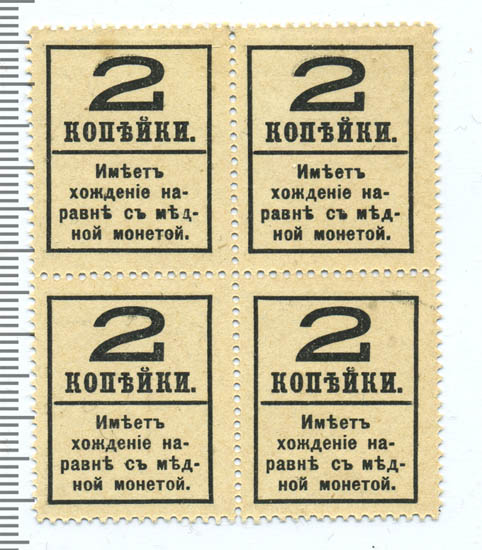 2
КОПѢЙКИ.
Имѣетъ
хожденіе на-
равнѣ съ мѣд-
ной монетой.
2
КОПѢЙКИ.
Имѣетъ
хожденіе на-
равнѣ съ мѣд-
ной монетой.
2
КОПѢЙКИ.
Имѣетъ
хожденіе на-
равнѣ съ мѣд-
ной монетой.
2
КОПѢЙКИ.
Имѣетъ
хожденіе на-
равнѣ съ мѣд-
ной монетой.